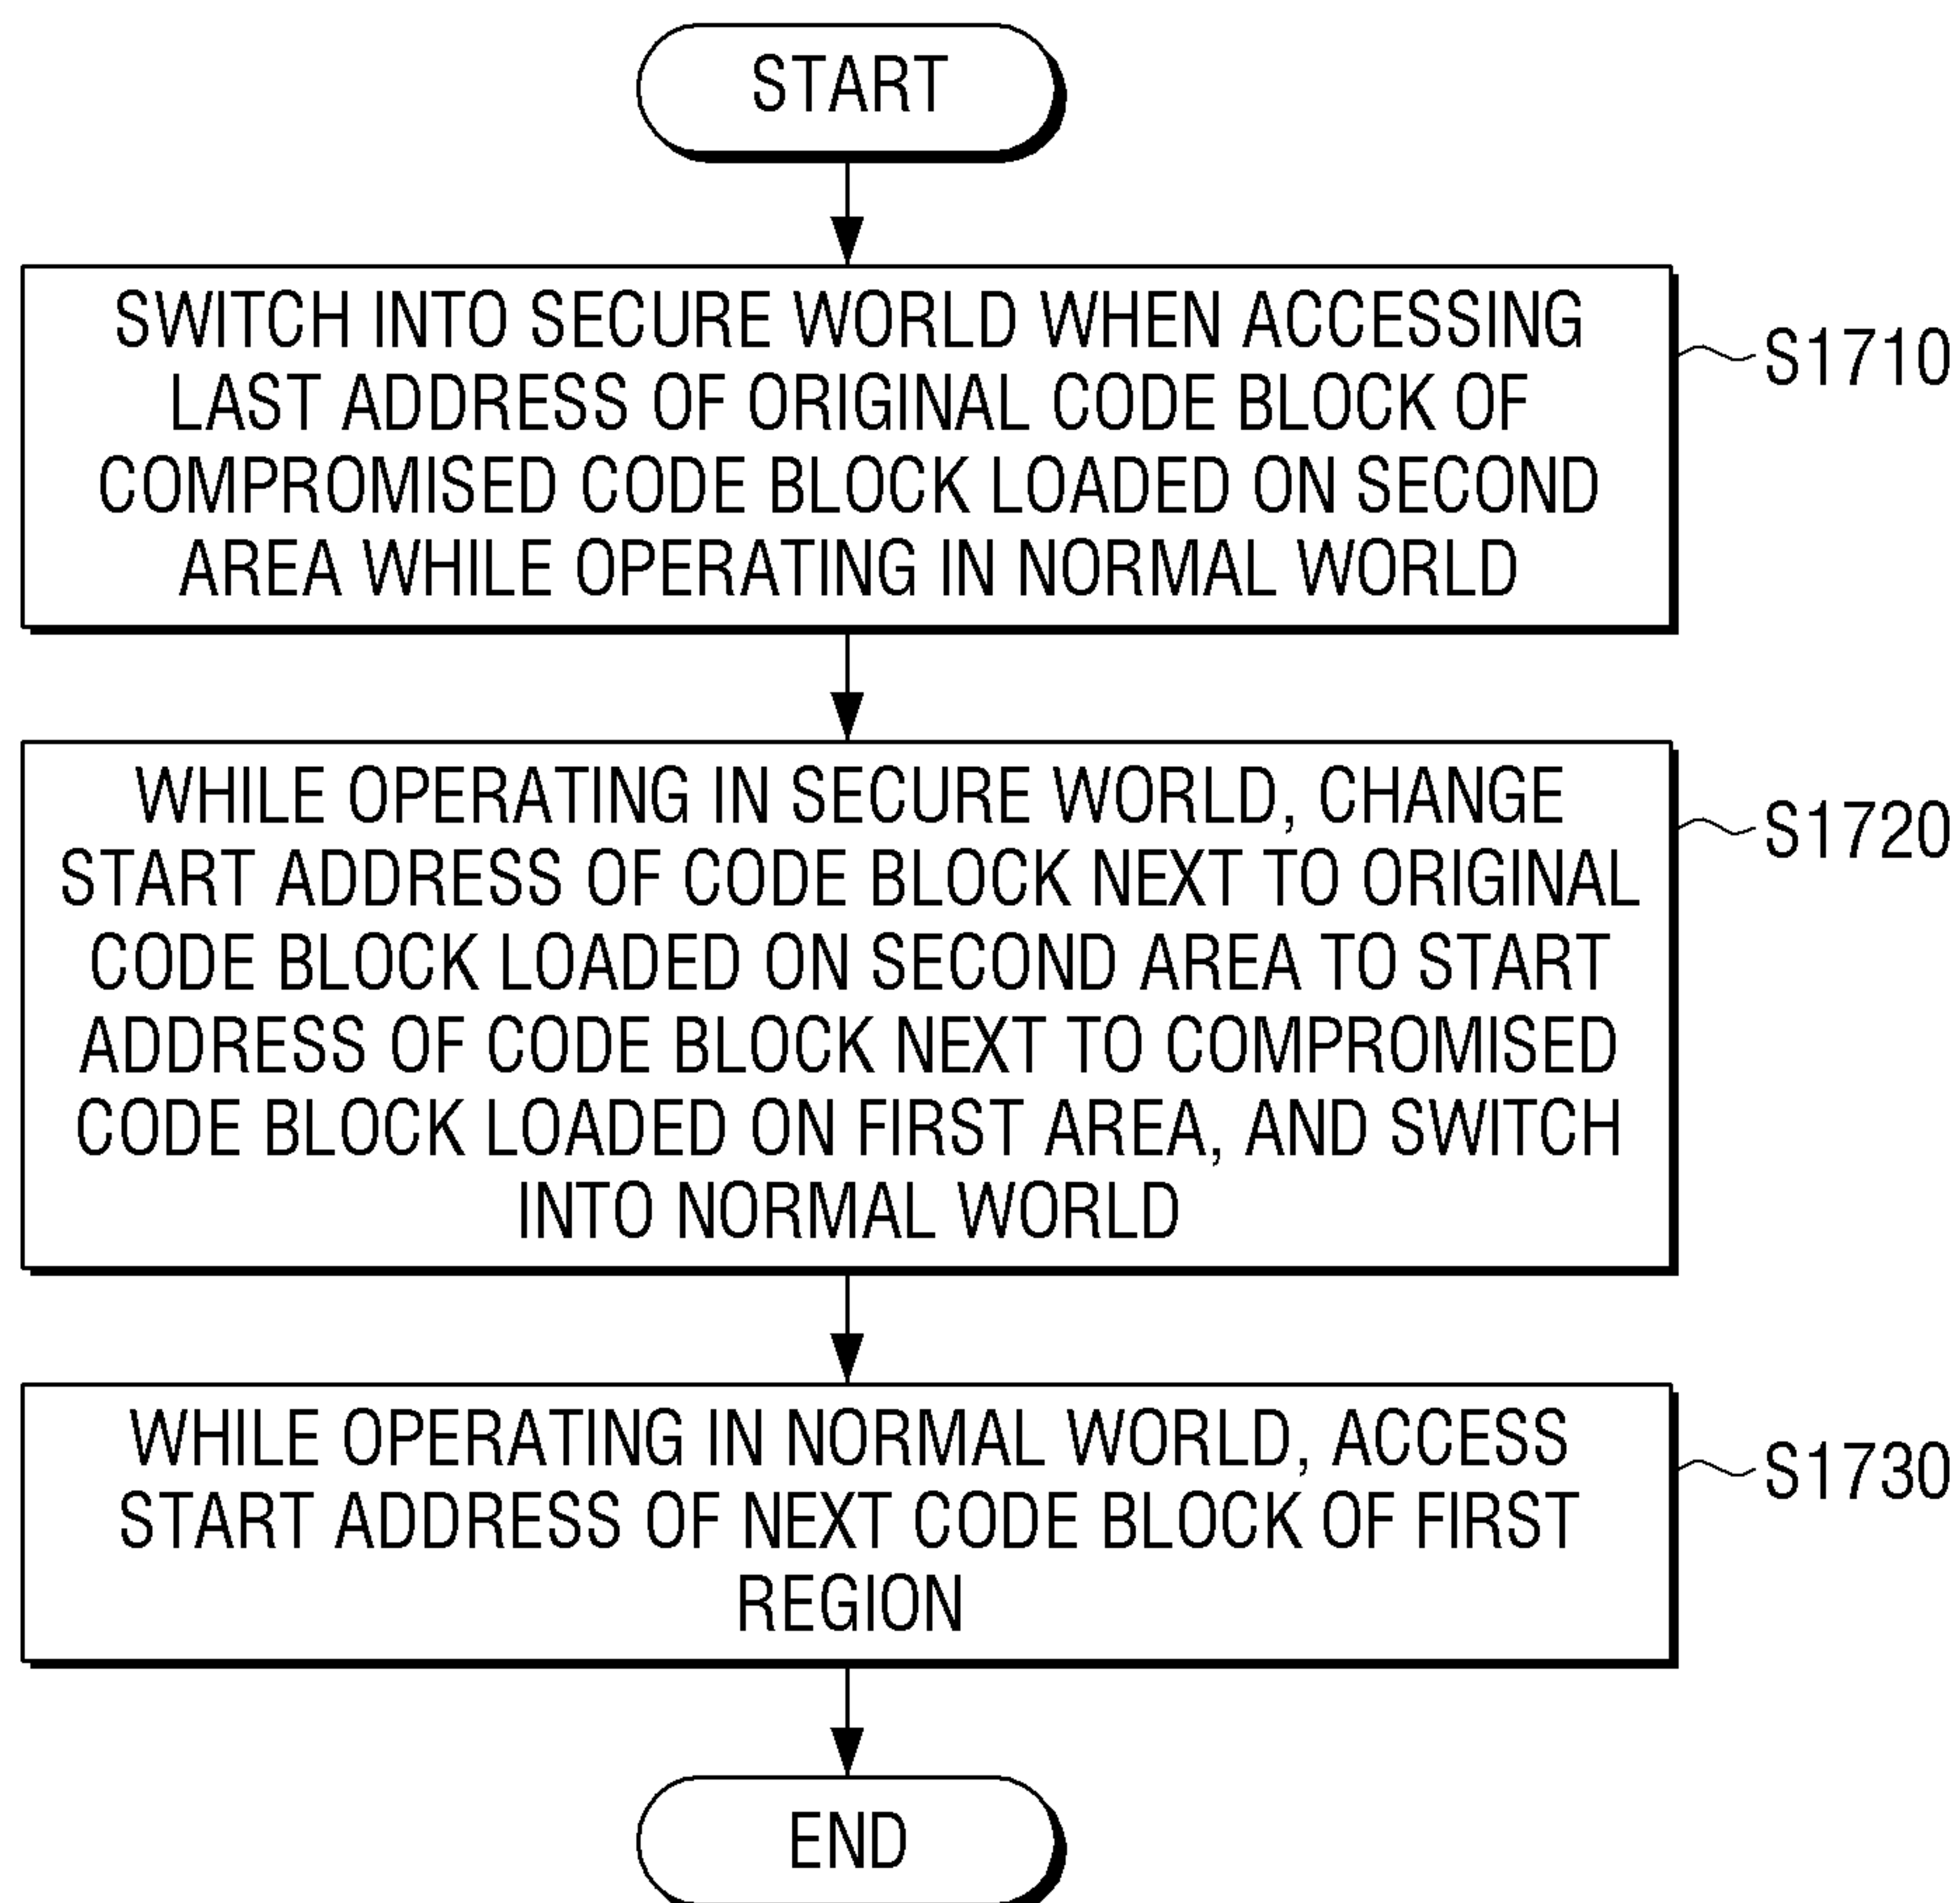 START
SWITCH INTO SECURE WORLD WHEN ACCESSING
LAST ADDRESS OF ORIGINAL CODE BLOCK OF
COMPROMISED CODE BLOCK LOADED ON SECOND
AREA WHILE OPERATING IN NORMAL WORLD
S1710
WHILE OPERATING IN SECURE WORLD, CHANGE
START ADDRESS OF CODE BLOCK NEXT TO ORIGINAL
CODE BLOCK LOADED ON SECOND AREA TO START
ADDRESS OF CODE BLOCK NEXT TO COMPROMISED
CODE BLOCK LOADED ON FIRST AREA, AND SWITCH
INTO NORMAL WORLD
S1720
WHILE OPERATING IN NORMAL WORLD, ACCESS
START ADDRESS OF NEXT CODE BLOCK OF FIRST
REGION
S1730
END